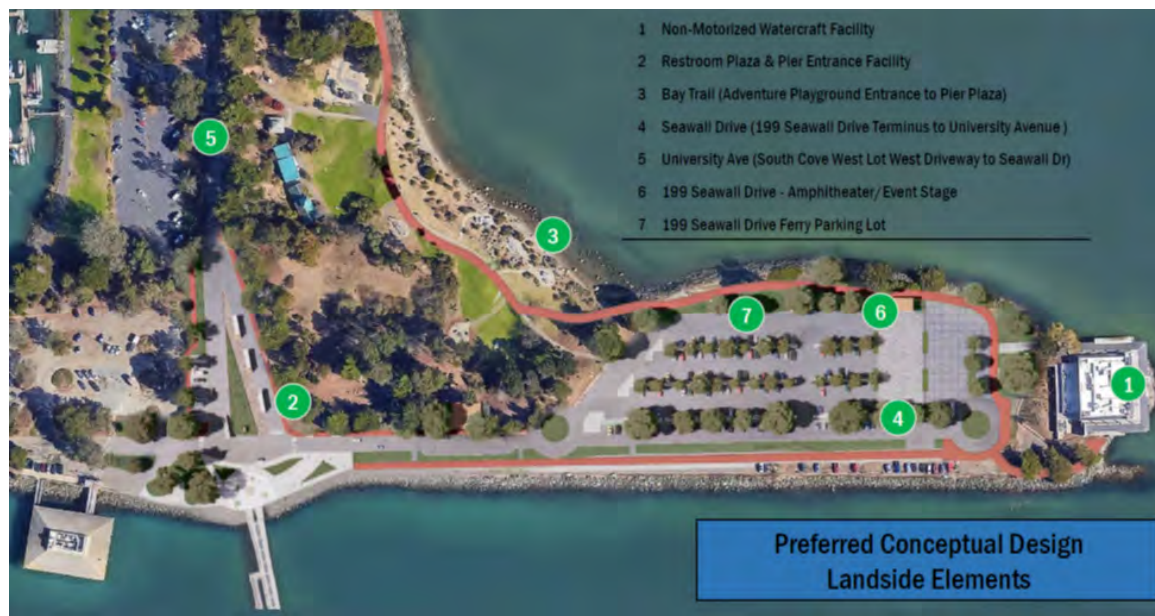 1 Non-Motorized Watercraft Facility
2 Restroom Plaza & Pier Entrance Facility
3 Bay Trail (Adventure Playground Entrance to Pier Plaza)
4 Seawall Drive (199 Seawall Drive Terminus to University Avenue )
5 University Ave (South Cove West Lot West Driveway to Seawall Dr)
6 199 Seawall Drive - Amphitheater/ Event Stage
7 199 Seawall Drive Ferry Parking Lot
5
3
7
6
1
2
4
Preferred Conceptual Design
Landside Elements